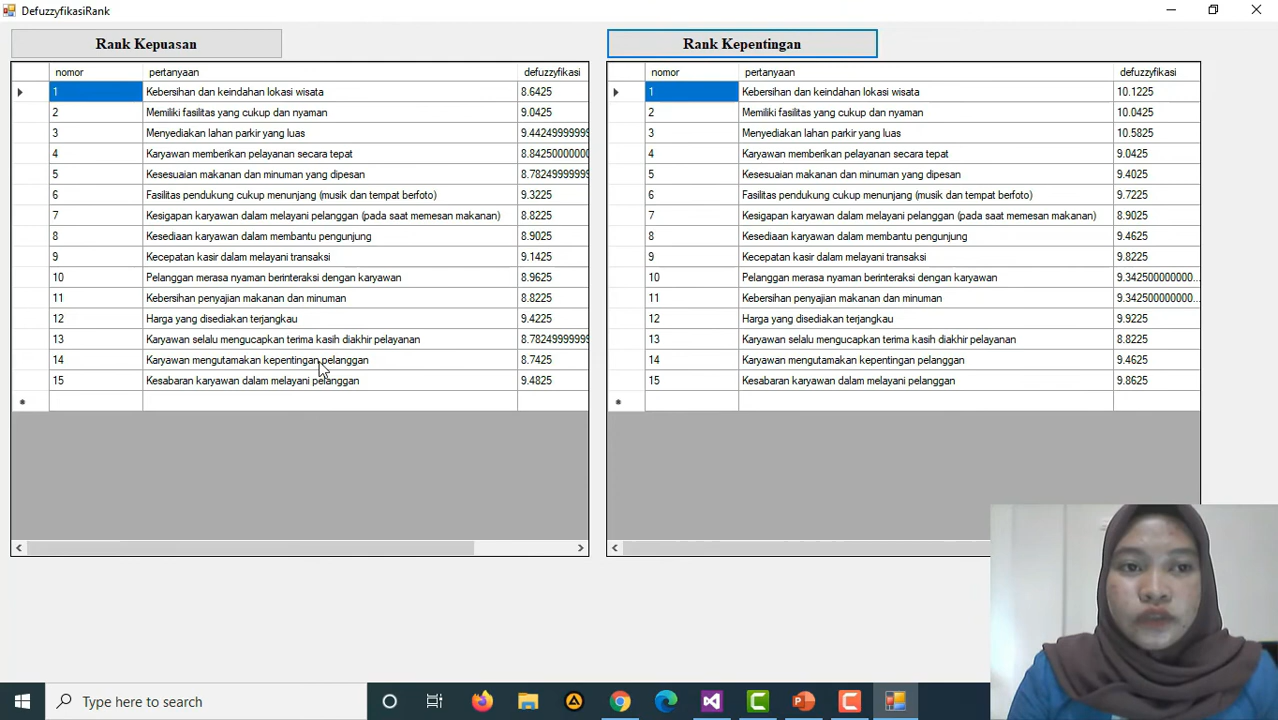 DefuzzyfikasiRank
Rank Kepuasan
nomor pertanyaan defuzzyfikasi
1 Kebersihan dan keindahan lokasi wisata 8.6425
2 Memiliki fasilitas yang cukup dan nyaman 9.0425
3 Menyediakan lahan parkir yang luas 9.44249999999
4 Karyawan memberikan pelayanan secara tepat 8.84250000000
5 Kesesuaian makanan dan minuman yang dipesan 8.78249999999
6 Fasilitas pendukung cukup menunjang (musik dan tempat berfoto) 9.3225
7 Kesigapan karyawan dalam melayani pelanggan (pada saat memesan makanan) 8.8225
8 Kesediaan karyawan dalam membantu pengunjung 8.9025
9 Kecepatan kasir dalam melayani transaksi 9.1425
10 Pelanggan merasa nyaman berinteraksi dengan karyawan 8.9625
11 Kebersihan penyajian makanan dan minuman 8.8225
12 Harga yang disediakan terjangkau 9.4225
13 Karyawan selalu mengucapkan terima kasih diakhir pelayanan 8.78249999999
14 Karyawan mengutamakan kepentingan pelanggan 8.7425
15 Kesabaran karyawan dalam melayani pelanggan 9.4825
Rank Kepentingan
nomor pertanyaan defuzzyfikasi
1 Kebersihan dan keindahan lokasi wisata 10.1225
2 Memiliki fasilitas yang cukup dan nyaman 10.0425
3 Menyediakan lahan parkir yang luas 10.5825
4 Karyawan memberikan pelayanan secara tepat 9.0425
5 Kesesuaian makanan dan minuman yang dipesan 9.4025
6 Fasilitas pendukung cukup menunjang (musik dan tempat berfoto) 9.7225
7 Kesigapan karyawan dalam melayani pelanggan (pada saat memesan makanan) 8.9025
8 Kesediaan karyawan dalam membantu pengunjung 9.4625
9 Kecepatan kasir dalam melayani transaksi 9.8225
10 Pelanggan merasa nyaman berinteraksi dengan karyawan 9.342500000000...
11 Kebersihan penyajian makanan dan minuman 9.342500000000...
12 Harga yang disediakan terjangkau 9.9225
13 Karyawan selalu mengucapkan terima kasih diakhir pelayanan 8.8225
14 Karyawan mengutamakan kepentingan pelanggan 9.4625
15 Kesabaran karyawan dalam melayani pelanggan 9.8625
Type here to search